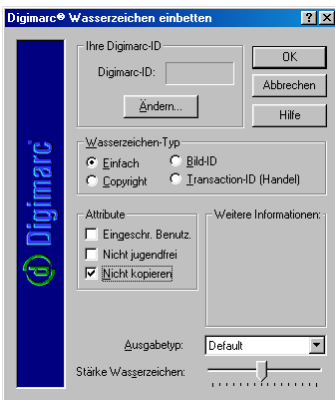 Digimarc® Wasserzeichen einbetten
Ihre Digimarc-ID
Digimarc-ID:
Ändern...
OK
Abbrechen
Hilfe
Digimarc
Wasserzeichen-Typ
Einfach
Bild-ID
Copyright
Transaction-ID (Handel)
Attribute
Eingeschr. Benutz.
Nicht jugendfrei
Nicht kopieren
Weitere Informationen:
Ausgabetyp: Default
Stärke Wasserzeichen: